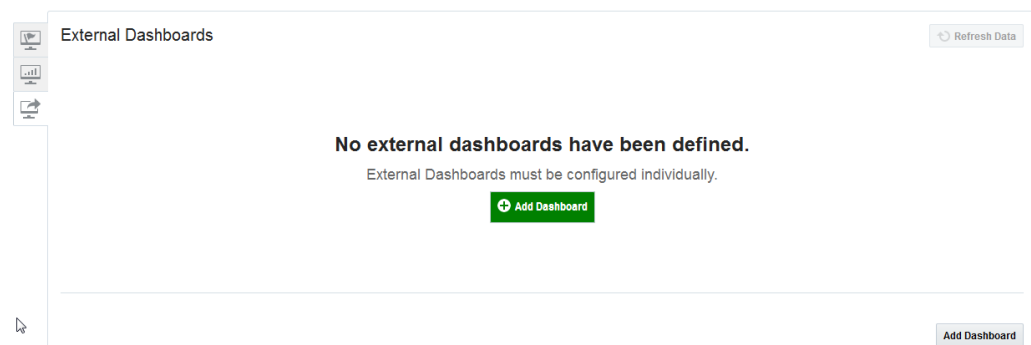 External Dashboards
Refresh Data
No external dashboards have been defined.
External Dashboards must be configured individually.
Add Dashboard
Add Dashboard